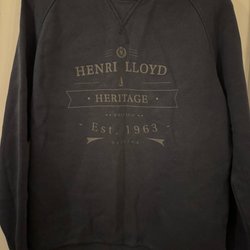 HENRI LLOYD
HERITAGE
Est. 1963